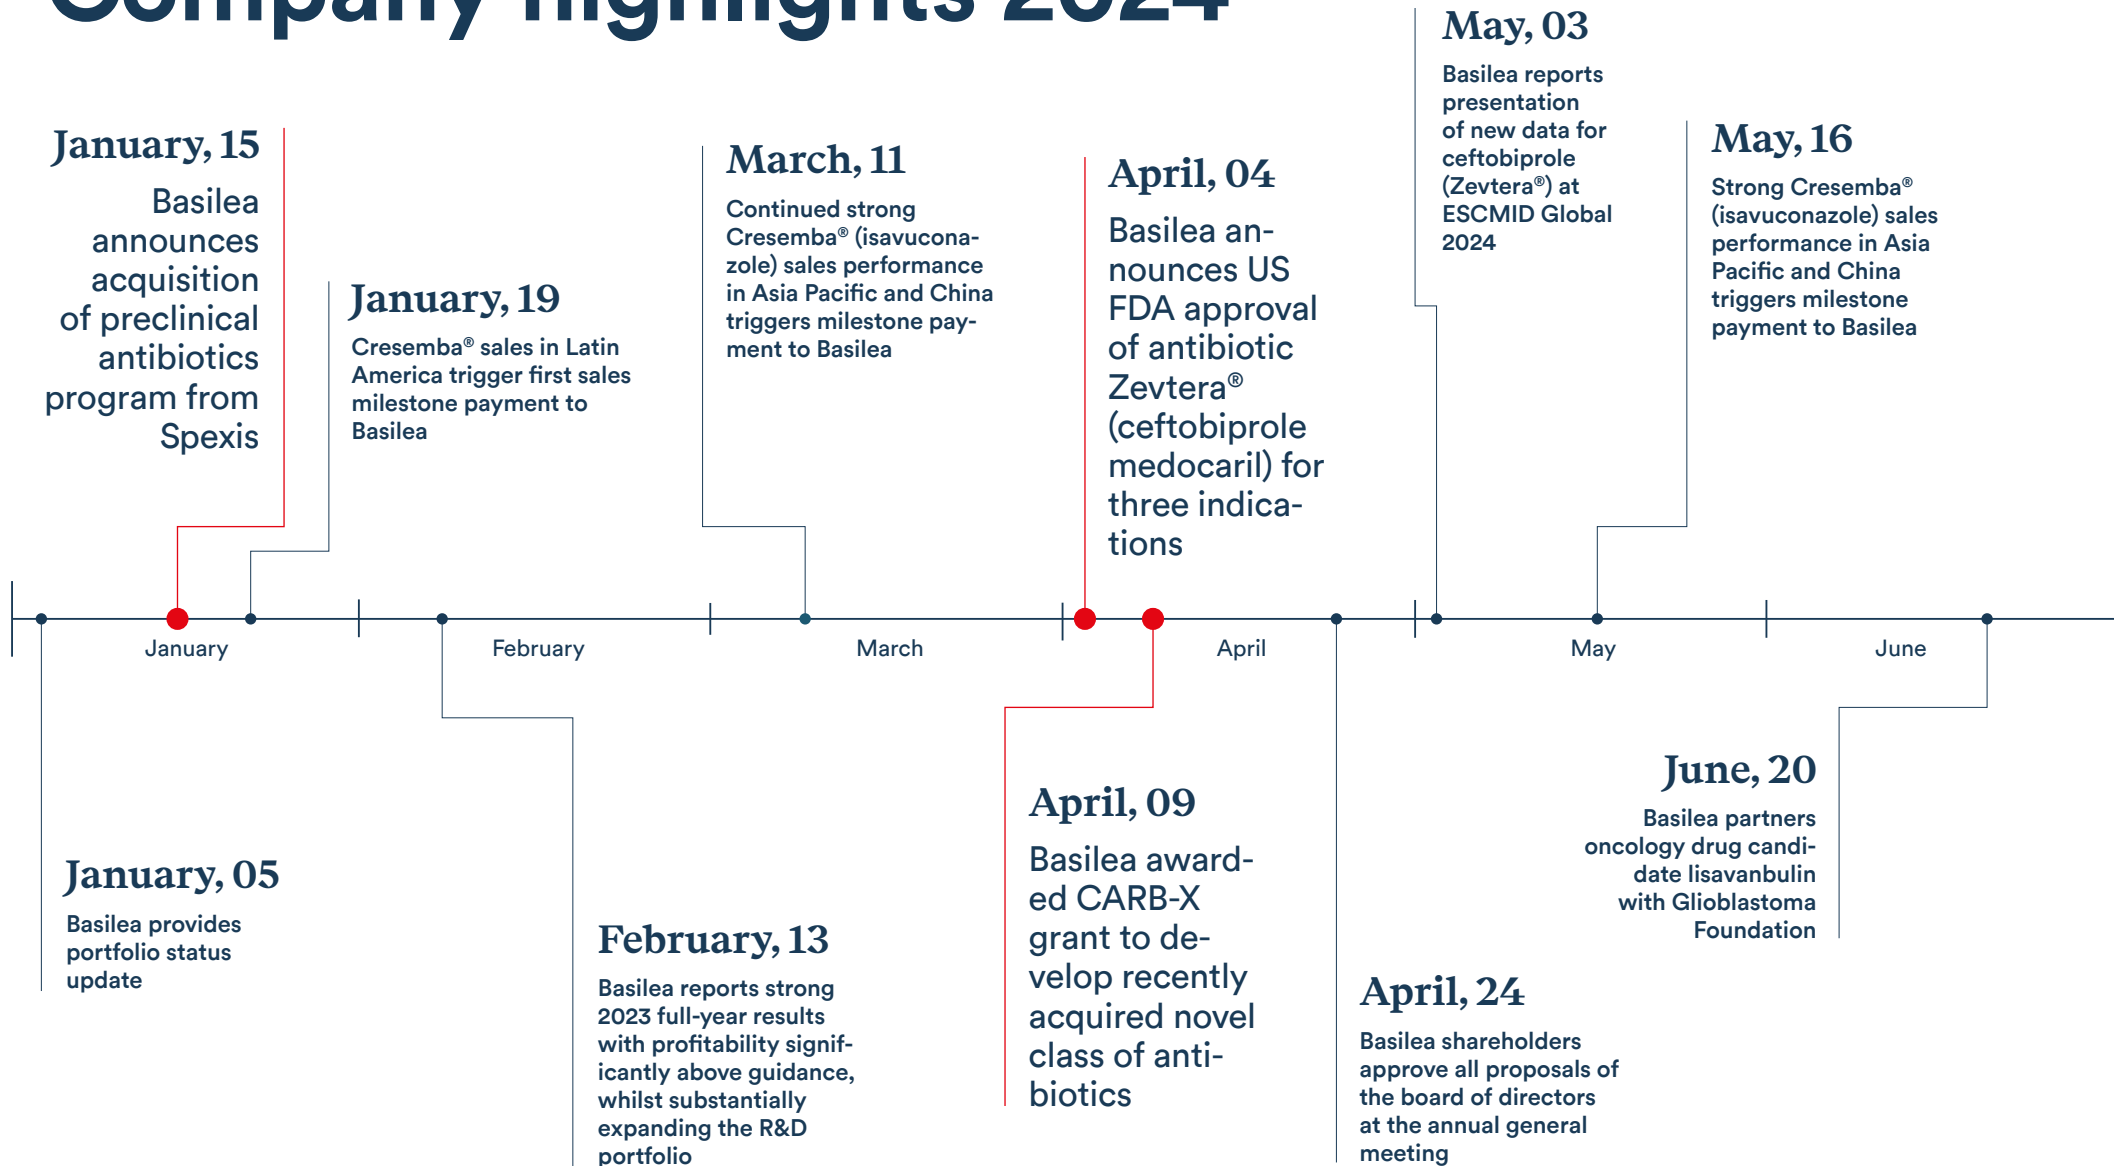 Company highlights 2024
January, 15
Basilea
announces
acquisition
of preclinical
antibiotics
program from
Spexis
January, 19
Cresemba® sales in Latin
America trigger first sales
milestone payment to
Basilea
March, 11
Continued strong
Cresemba® (isavucona-
zole) sales performance
in Asia Pacific and China
triggers milestone pay-
ment to Basilea
April, 04
Basilea an-
nounces US
FDA approval
of antibiotic
Zevtera®
(ceftobiprole
medocaril) for
three indica-
tions
May, 03
Basilea reports
presentation
of new data for
ceftobiprole
(Zevtera®) at
ESCMID Global
2024
May, 16
Strong Cresemba®
(isavuconazole) sales
performance in Asia
Pacific and China
triggers milestone
payment to Basilea
January
February
March
April
May
June
January, 05
Basilea provides
portfolio status
update
February, 13
Basilea reports strong
2023 full-year results
with profitability signif-
icantly above guidance,
whilst substantially
expanding the R&D
portfolio
April, 09
Basilea award-
ed CARB-X
grant to de-
velop recently
acquired novel
class of anti-
biotics
April, 24
Basilea shareholders
approve all proposals of
the board of directors
at the annual general
meeting
June, 20
Basilea partners
oncology drug candi-
date lisavanbulin
with Glioblastoma
Foundation